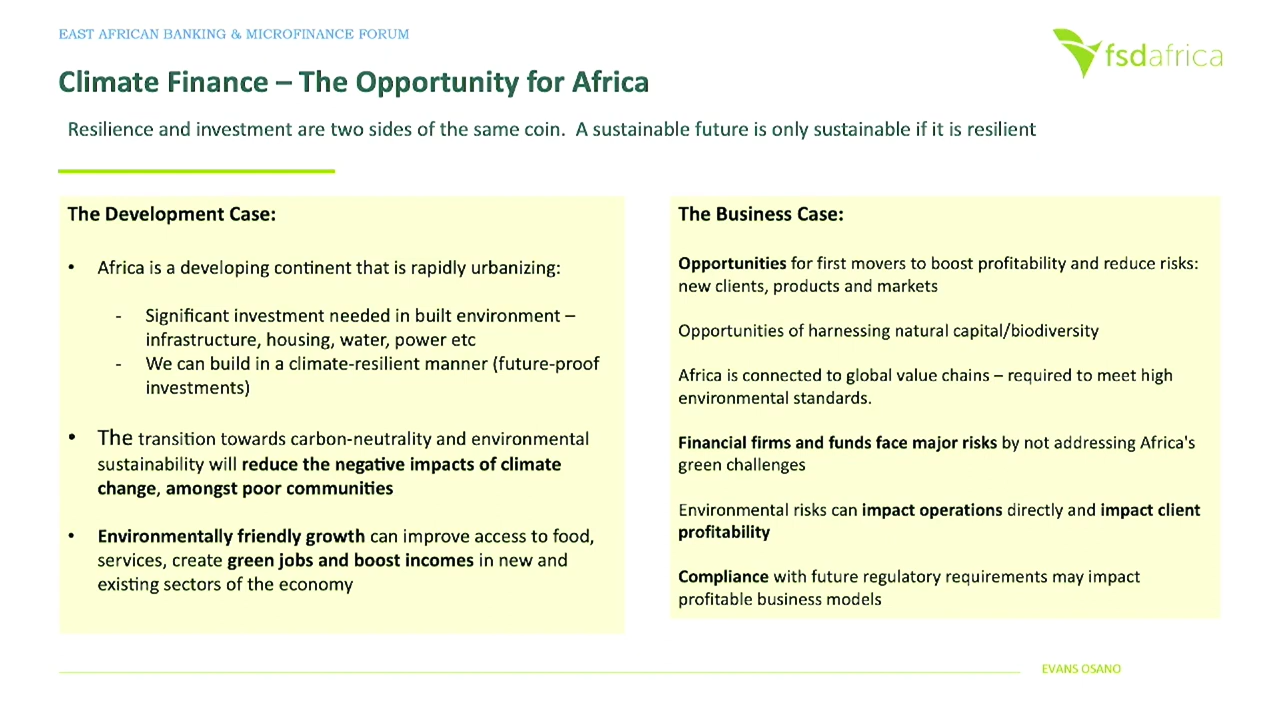 EAST AFRICAN BANKING & MICROFINANCE FORUM
fsdafrica
Climate Finance – The Opportunity for Africa
Resilience and investment are two sides of the same coin.  A sustainable future is only sustainable if it is resilient
The Development Case:
• Africa is a developing continent that is rapidly urbanizing:
- Significant investment needed in built environment –
infrastructure, housing, water, power etc
- We can build in a climate-resilient manner (future-proof
investments)
• The transition towards carbon-neutrality and environmental
sustainability will reduce the negative impacts of climate
change, amongst poor communities
• Environmentally friendly growth can improve access to food,
services, create green jobs and boost incomes in new and
existing sectors of the economy
The Business Case:
Opportunities for first movers to boost profitability and reduce risks:
new clients, products and markets
Opportunities of harnessing natural capital/biodiversity
Africa is connected to global value chains – required to meet high
environmental standards.
Financial firms and funds face major risks by not addressing Africa's
green challenges
Environmental risks can impact operations directly and impact client
profitability
Compliance with future regulatory requirements may impact
profitable business models
EVANS OSANO